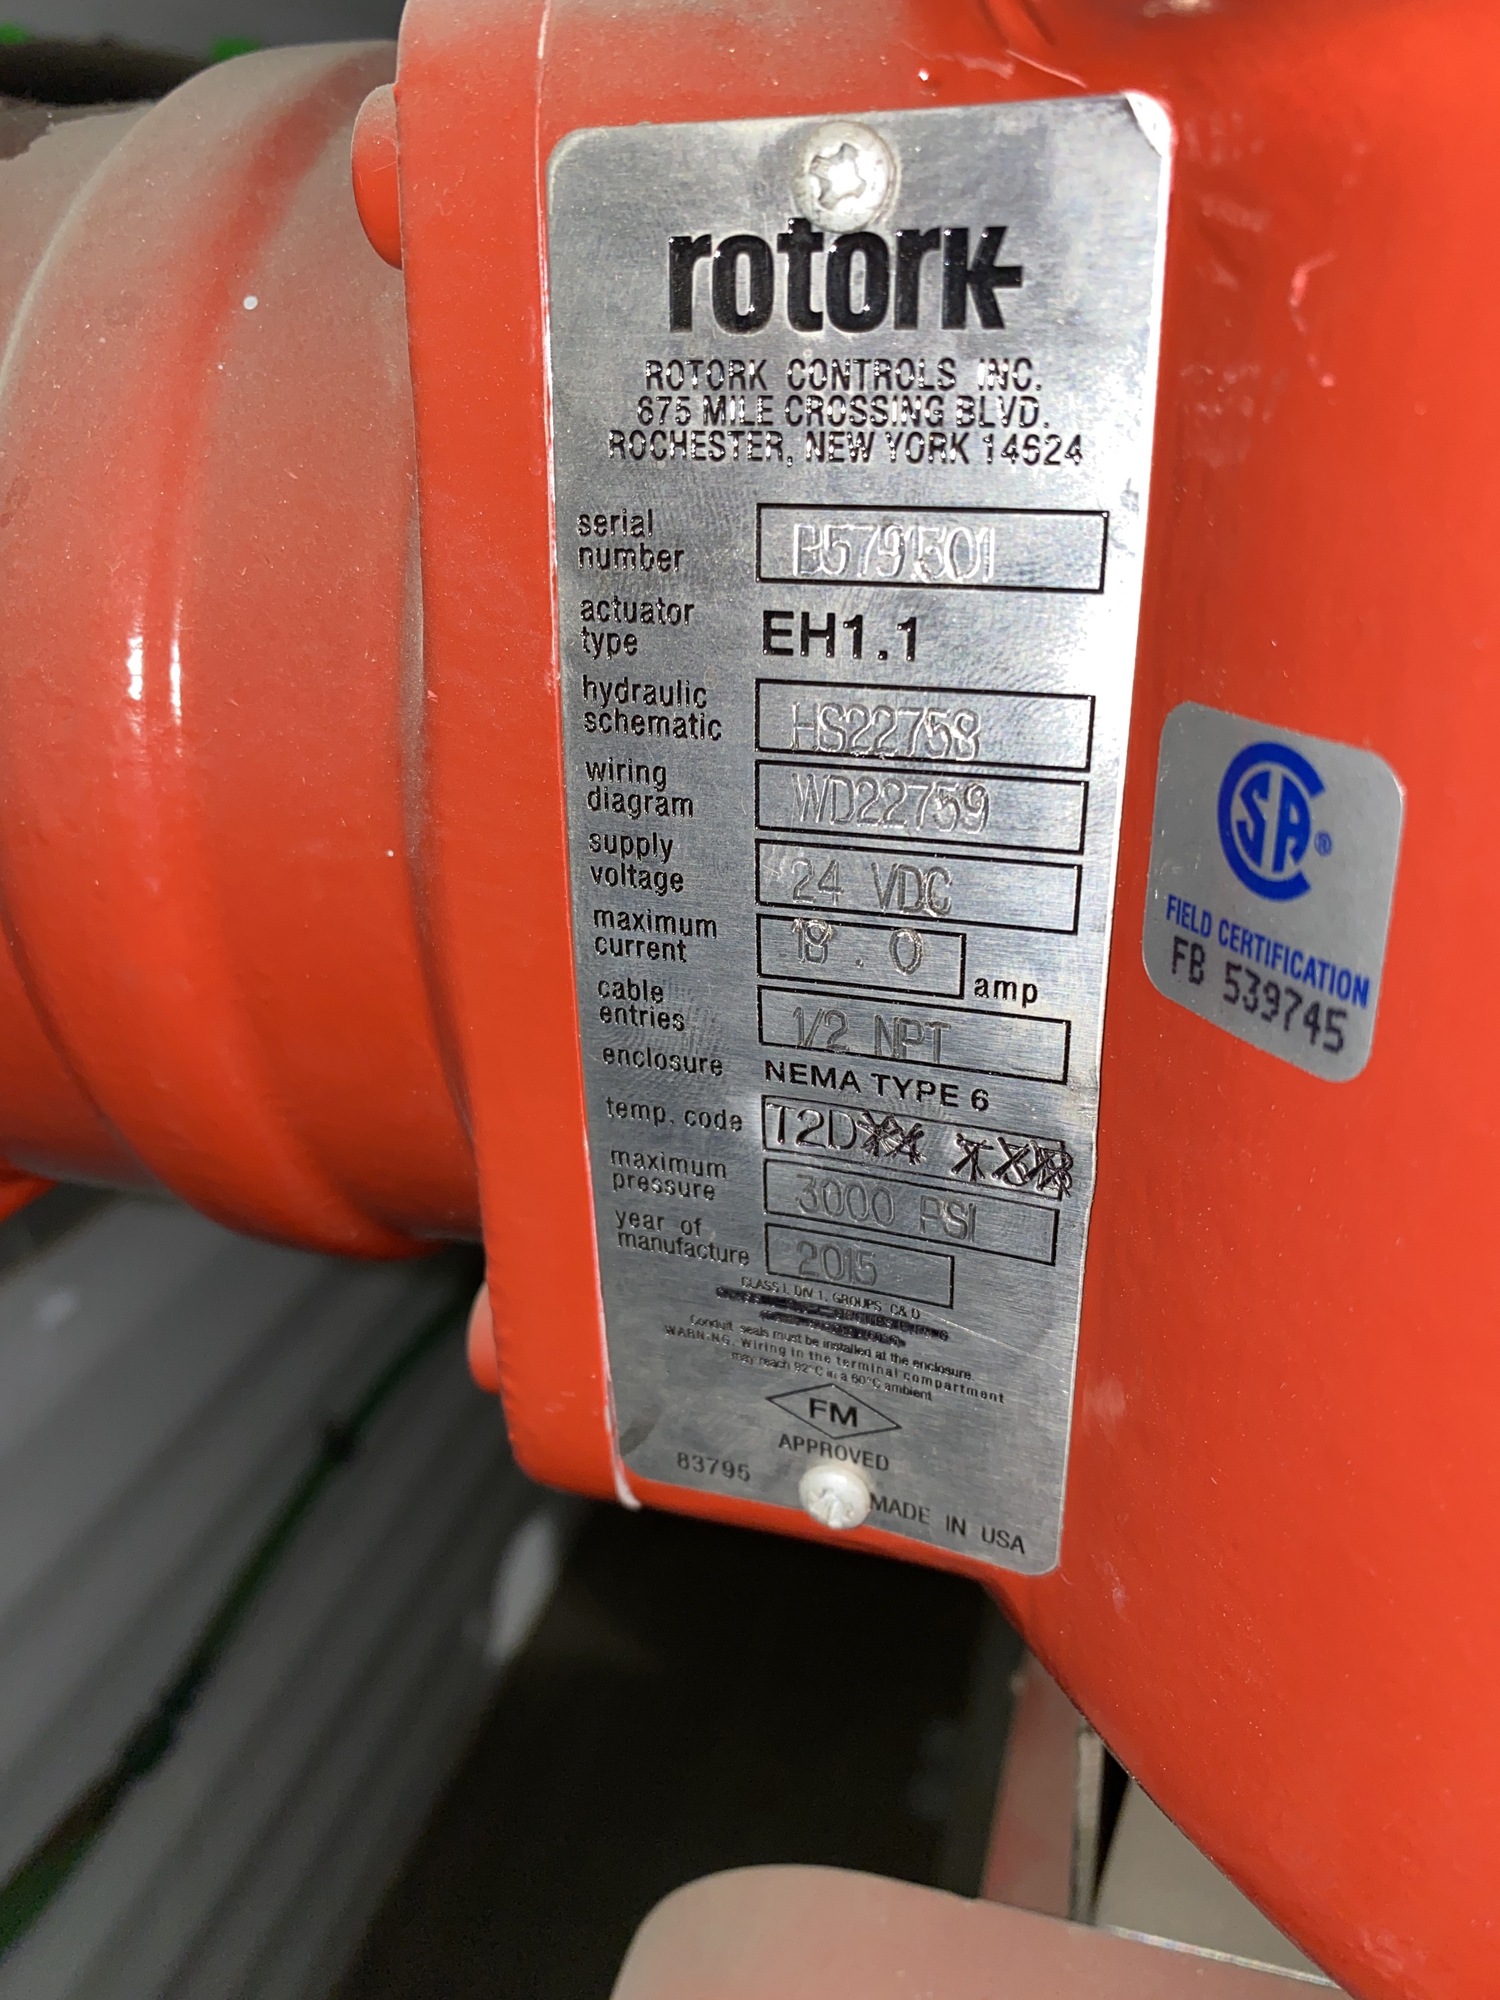 rotork
ROTORK CONTROLS INC.
675 MILE CROSSING BLVD.
ROCHESTER, NEW YORK 14624
serial number B5791501
actuator type EH1.1
hydraulic schematic HS22758
wiring diagram WD22759
supply voltage 24 VDC
maximum current 18.0 amp
cable entries 1/2 NPT
enclosure NEMA TYPE 6
temp. code T2D
maximum pressure 3000 PSI
year of manufacture 2015
CLASS I, DIV 1, GROUPS C& D
Conduit seals must be installed at the enclosure
WARNING. Wiring in the terminal compartment
may reach 92°C in a 60°C ambient
FM
APPROVED
83795
MADE IN USA
CSA®
FIELD CERTIFICATION
FB 539745